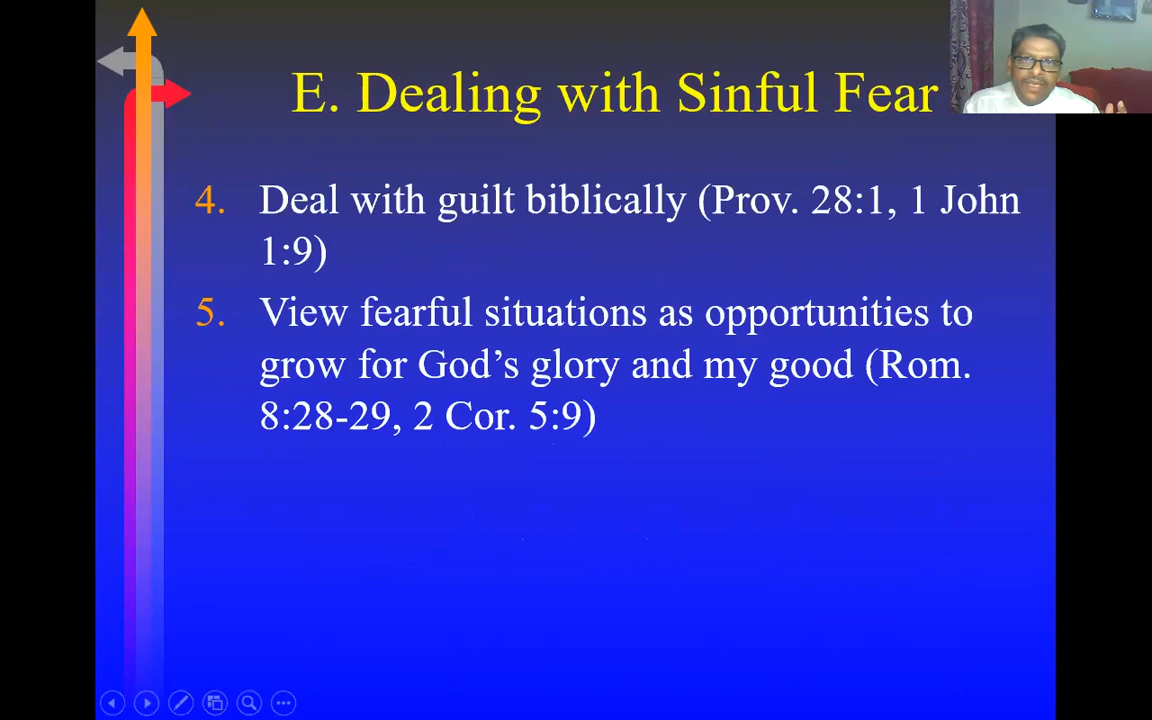 E. Dealing with Sinful Fear
4. Deal with guilt biblically (Prov. 28:1, 1 John
1:9)
5. View fearful situations as opportunities to
grow for God’s glory and my good (Rom.
8:28-29, 2 Cor. 5:9)